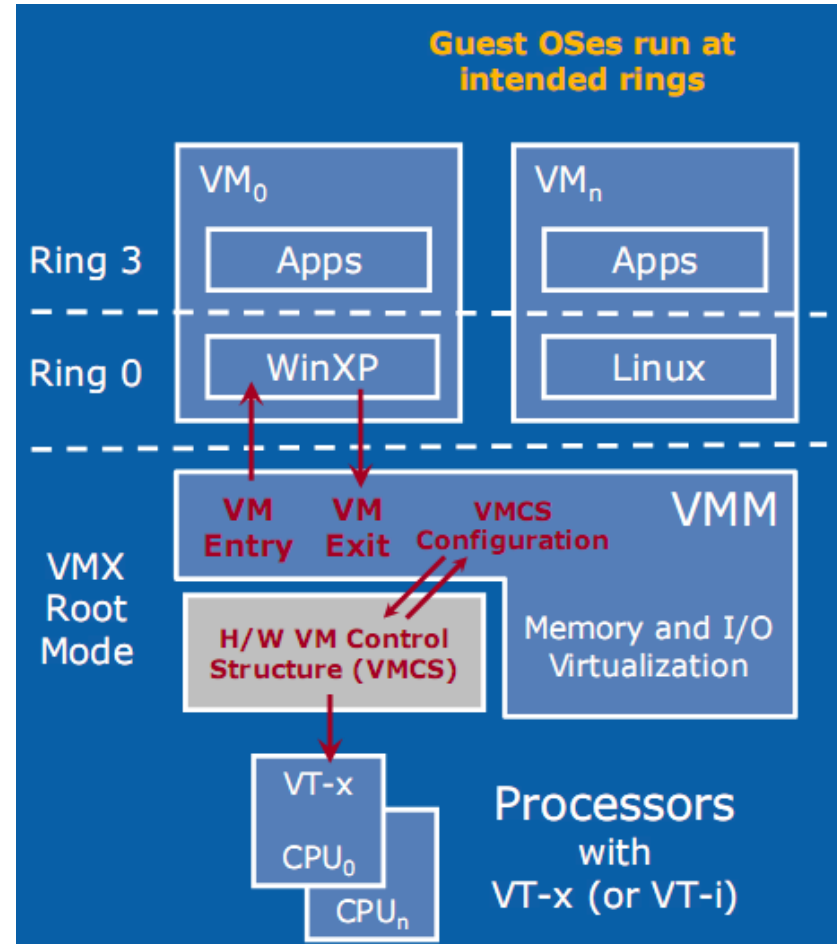 Guest OSes run at
intended rings
VM₀
VMₙ
Ring 3
Apps
Apps
Ring 0
WinXP
Linux
VM
Entry
VM
Exit
VMCS
Configuration
VMM
VMX
Root
Mode
H/W VM Control
Structure (VMCS)
Memory and I/O
Virtualization
VT-x
CPU₀
CPUₙ
Processors
with
VT-x (or VT-i)